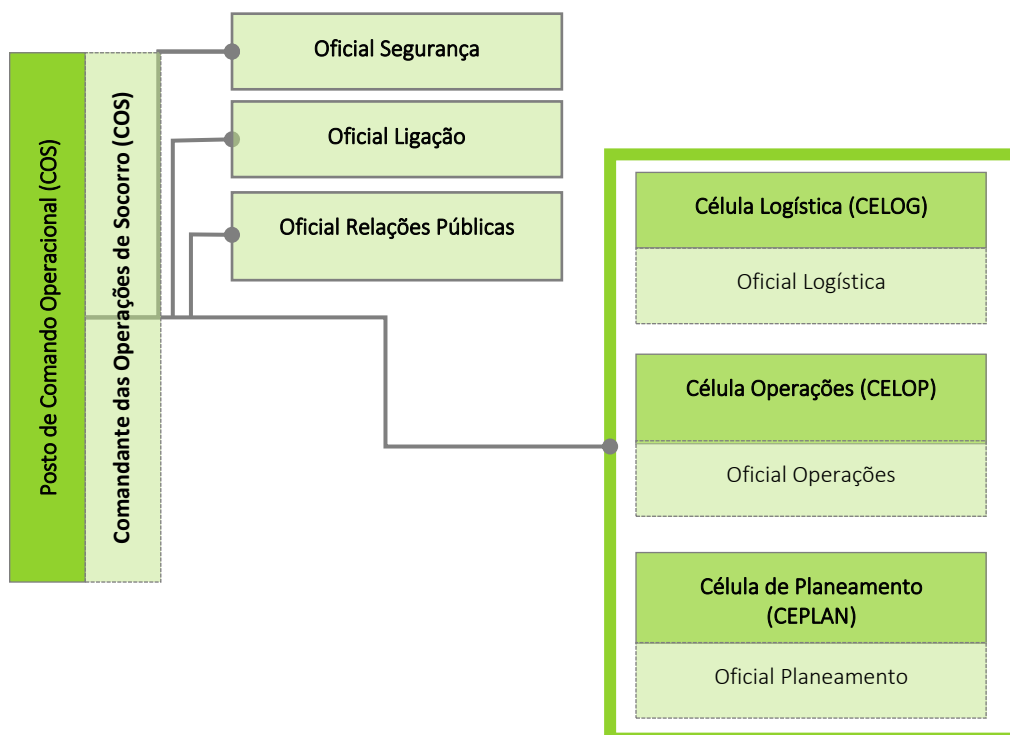 Posto de Comando Operacional (COS)
Comandante das Operações de Socorro (COS)
Oficial Segurança
Oficial Ligação
Oficial Relações Públicas
Célula Logística (CELOG)
Oficial Logística
Célula Operações (CELOP)
Oficial Operações
Célula de Planeamento
(CEPLAN)
Oficial Planeamento